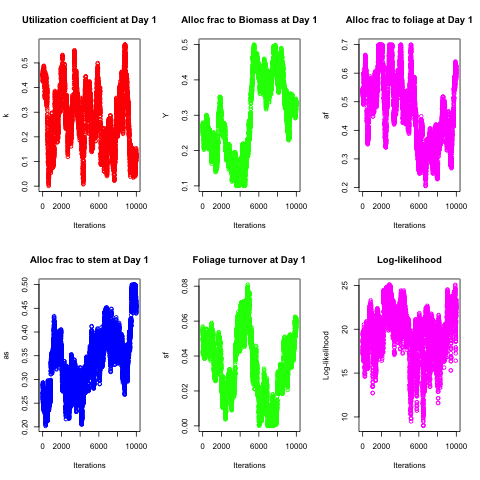 Utilization coefficient at Day 1
k
0.0 0.1 0.2 0.3 0.4 0.5
0 2000 6000 10000
Iterations
Alloc frac to Biomass at Day 1
Y
0.1 0.2 0.3 0.4 0.5
0 2000 6000 10000
Iterations
Alloc frac to foliage at Day 1
af
0.2 0.3 0.4 0.5 0.6 0.7
0 2000 6000 10000
Iterations
Alloc frac to stem at Day 1
as
0.20 0.25 0.30 0.35 0.40 0.45 0.50
0 2000 6000 10000
Iterations
Foliage turnover at Day 1
sf
0.00 0.02 0.04 0.06 0.08
0 2000 6000 10000
Iterations
Log-likelihood
Log-likelihood
10 15 20 25
0 2000 6000 10000
Iterations